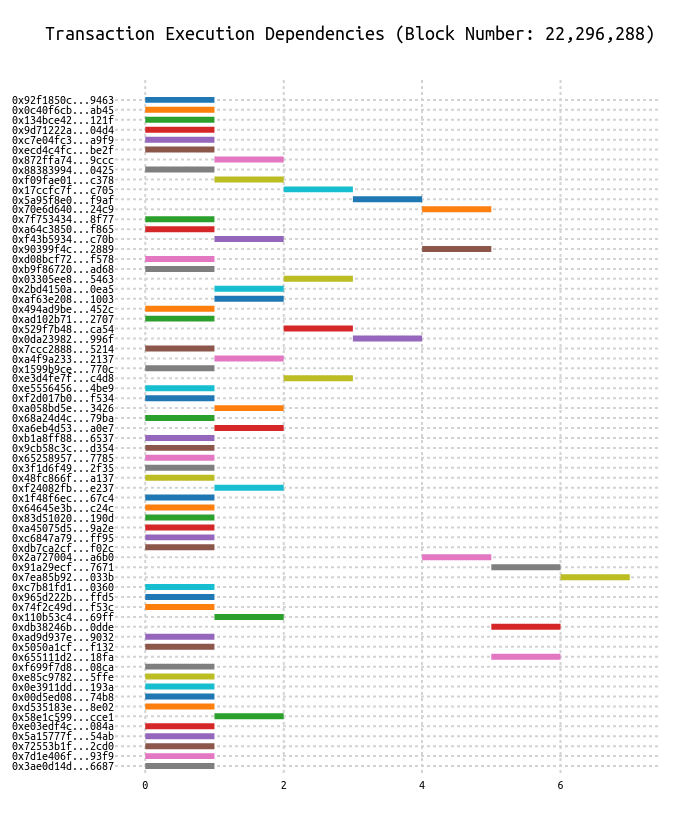 Transaction Execution Dependencies (Block Number: 22,296,288)
0x92f1850c...9463
0x0c40f6cb...ab45
0x134bce42...121f
0x9d71222a...04d4
0xc7e04fc3...a9f9
0xecd4c4fc...be2f
0x872ffa74...9ccc
0x88383994...0425
0xf09fae01...c378
0x17ccfc7f...c705
0x5a95f8e0...f9af
0x70e6d640...24c9
0x7f753434...8f77
0xa64c3850...f865
0xf43b5934...c70b
0x90399f4c...2889
0xd08bcf72...f578
0xb9f86720...ad68
0x03305ee8...5463
0x2bd4150a...0ea5
0xaf63e208...1003
0x494ad9be...452c
0xad102b71...2707
0x529f7b48...ca54
0x0da23982...996f
0x7ccc2888...5214
0xa4f9a233...2137
0x1599b9ce...770c
0xe3d4fe7f...c4d8
0xe5556456...4be9
0xf2d017b0...f534
0xa058bd5e...3426
0x68a24d4c...79ba
0xa6eb4d53...a0e7
0xb1a8ff88...6537
0x9cb58c3c...d354
0x65258957...7785
0x3f1d6f49...2f35
0x48fc866f...a137
0xf24082fb...e237
0x1f48f6ec...67c4
0x64645e3b...c24c
0x83d51020...190d
0xa45075d5...9a2e
0xc6847a79...ff95
0xdb7ca2cf...f02c
0x2a727004...a6b0
0x91a29ecf...7671
0x7ea85b92...033b
0xc7b81fd1...0360
0x965d222b...ffd5
0x74f2c49d...f53c
0x110b53c4...69ff
0xdb38246b...0dde
0xad9d937e...9032
0x5050a1cf...f132
0x655111d2...18fa
0xf699f7d8...08ca
0xe85c9782...5ffe
0x0e3911dd...193a
0x00d5ed08...74b8
0xd535183e...8e02
0x58e1c599...cce1
0xe03edf4c...084a
0x5a15777f...54ab
0x72553b1f...2cd0
0x7d1e406f...93f9
0x3ae0d14d...6687
0 2 4 6